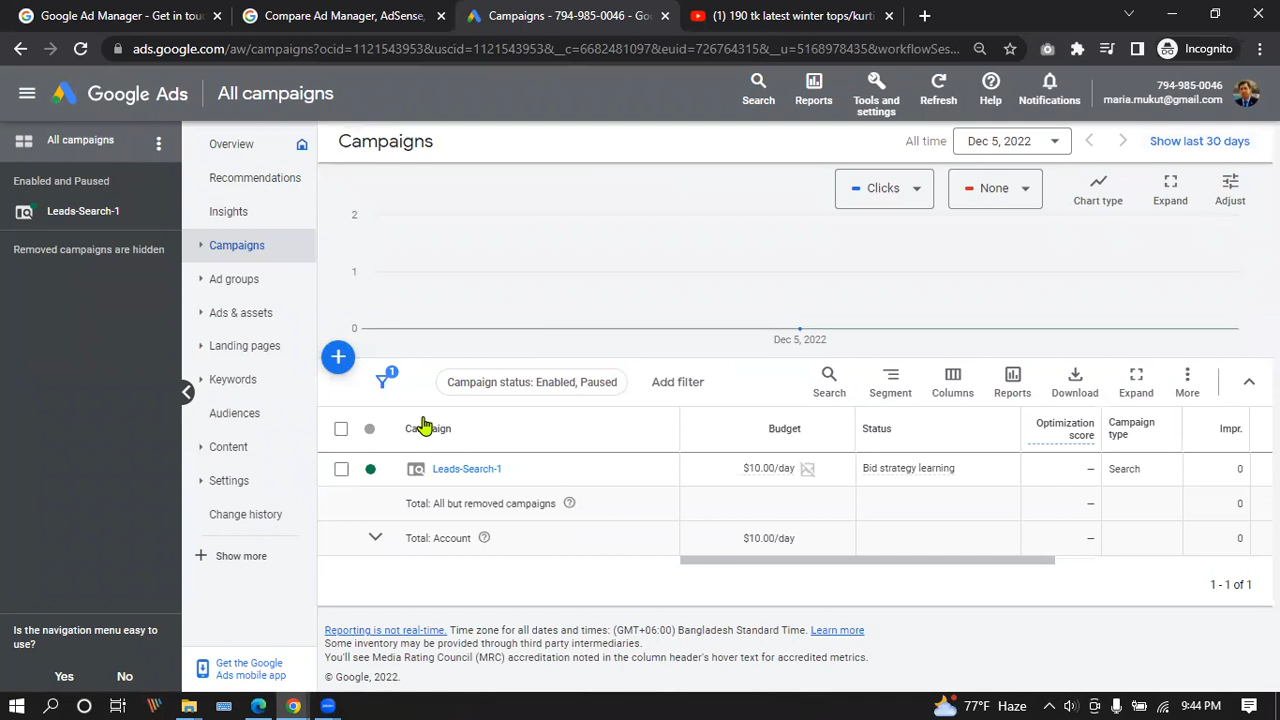 Google Ad Manager - Get in touc
Compare Ad Manager, AdSense,
Campaigns - 794-985-0046 - Goo
(1) 190 tk latest winter tops/kurti
ads.google.com/aw/campaigns?ocid=1121543953&uscid=1121543953&__c=6682481097&euid=726764315&__u=5168978435&workflowSes...
Incognito
Google Ads
All campaigns
Search
Reports
Tools and
settings
Refresh
Help
Notifications
794-985-0046
maria.mukut@gmail.com
All campaigns
Enabled and Paused
Leads-Search-1
Removed campaigns are hidden
Is the navigation menu easy to
use?
Yes No
Overview
Recommendations
Insights
Campaigns
Ad groups
Ads & assets
Landing pages
Keywords
Audiences
Content
Settings
Change history
Show more
Get the Google
Ads mobile app
Campaigns
All time
Dec 5, 2022
Show last 30 days
Clicks
None
Chart type
Expand
Adjust
2
1
0
Dec 5, 2022
1
Campaign status: Enabled, Paused
Add filter
Search
Segment
Columns
Reports
Download
Expand
More
Campaign Budget Status Optimization score Campaign type Impr.
Leads-Search-1 $10.00/day Bid strategy learning – Search 0
Total: All but removed campaigns – 0
Total: Account $10.00/day – 0
1 - 1 of 1
Reporting is not real-time. Time zone for all dates and times: (GMT+06:00) Bangladesh Standard Time. Learn more
Some inventory may be provided through third party intermediaries.
You'll see Media Rating Council (MRC) accreditation noted in the column header's hover text for accredited metrics.
© Google, 2022.
77°F Haze
9:44 PM